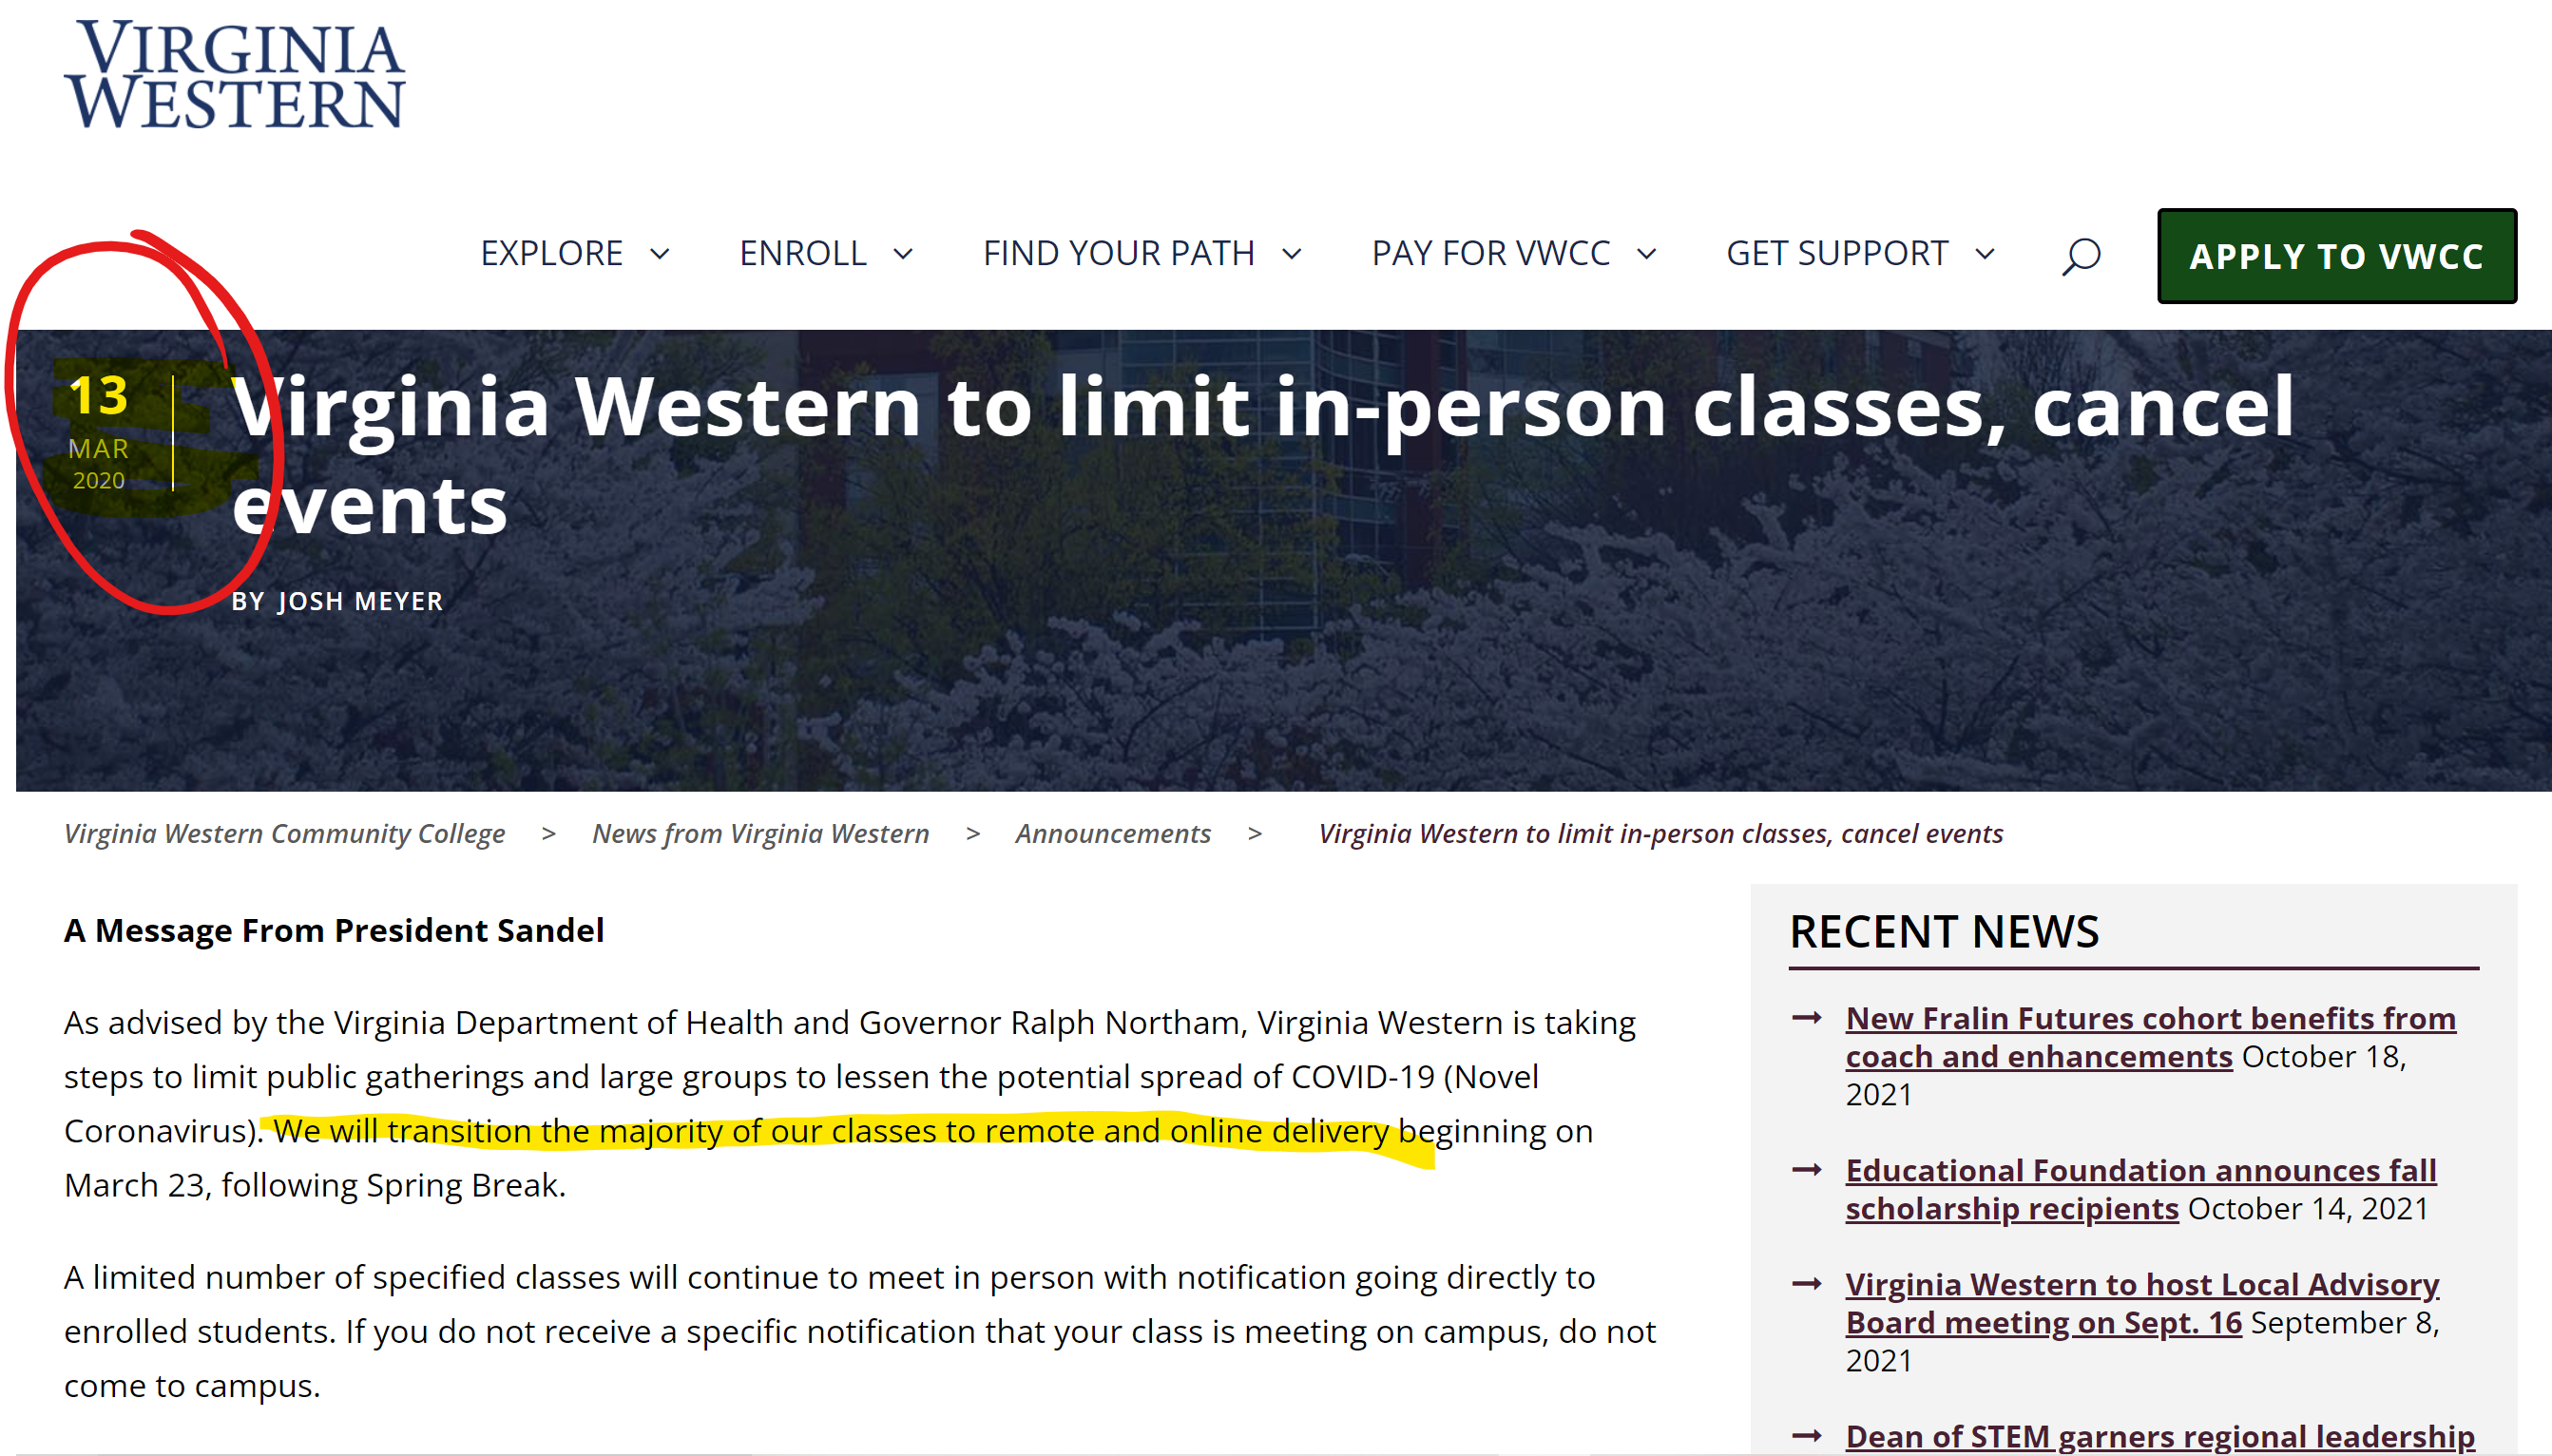 VIRGINIA
WESTERN
EXPLORE ENROLL FIND YOUR PATH PAY FOR VWCC GET SUPPORT APPLY TO VWCC
13
MAR
2020
Virginia Western to limit in-person classes, cancel
events
BY JOSH MEYER
Virginia Western Community College > News from Virginia Western > Announcements > Virginia Western to limit in-person classes, cancel events
A Message From President Sandel
As advised by the Virginia Department of Health and Governor Ralph Northam, Virginia Western is taking
steps to limit public gatherings and large groups to lessen the potential spread of COVID-19 (Novel
Coronavirus). We will transition the majority of our classes to remote and online delivery beginning on
March 23, following Spring Break.
A limited number of specified classes will continue to meet in person with notification going directly to
enrolled students. If you do not receive a specific notification that your class is meeting on campus, do not
come to campus.
RECENT NEWS
New Fralin Futures cohort benefits from
coach and enhancements October 18,
2021
Educational Foundation announces fall
scholarship recipients October 14, 2021
Virginia Western to host Local Advisory
Board meeting on Sept. 16 September 8,
2021
Dean of STEM garners regional leadership